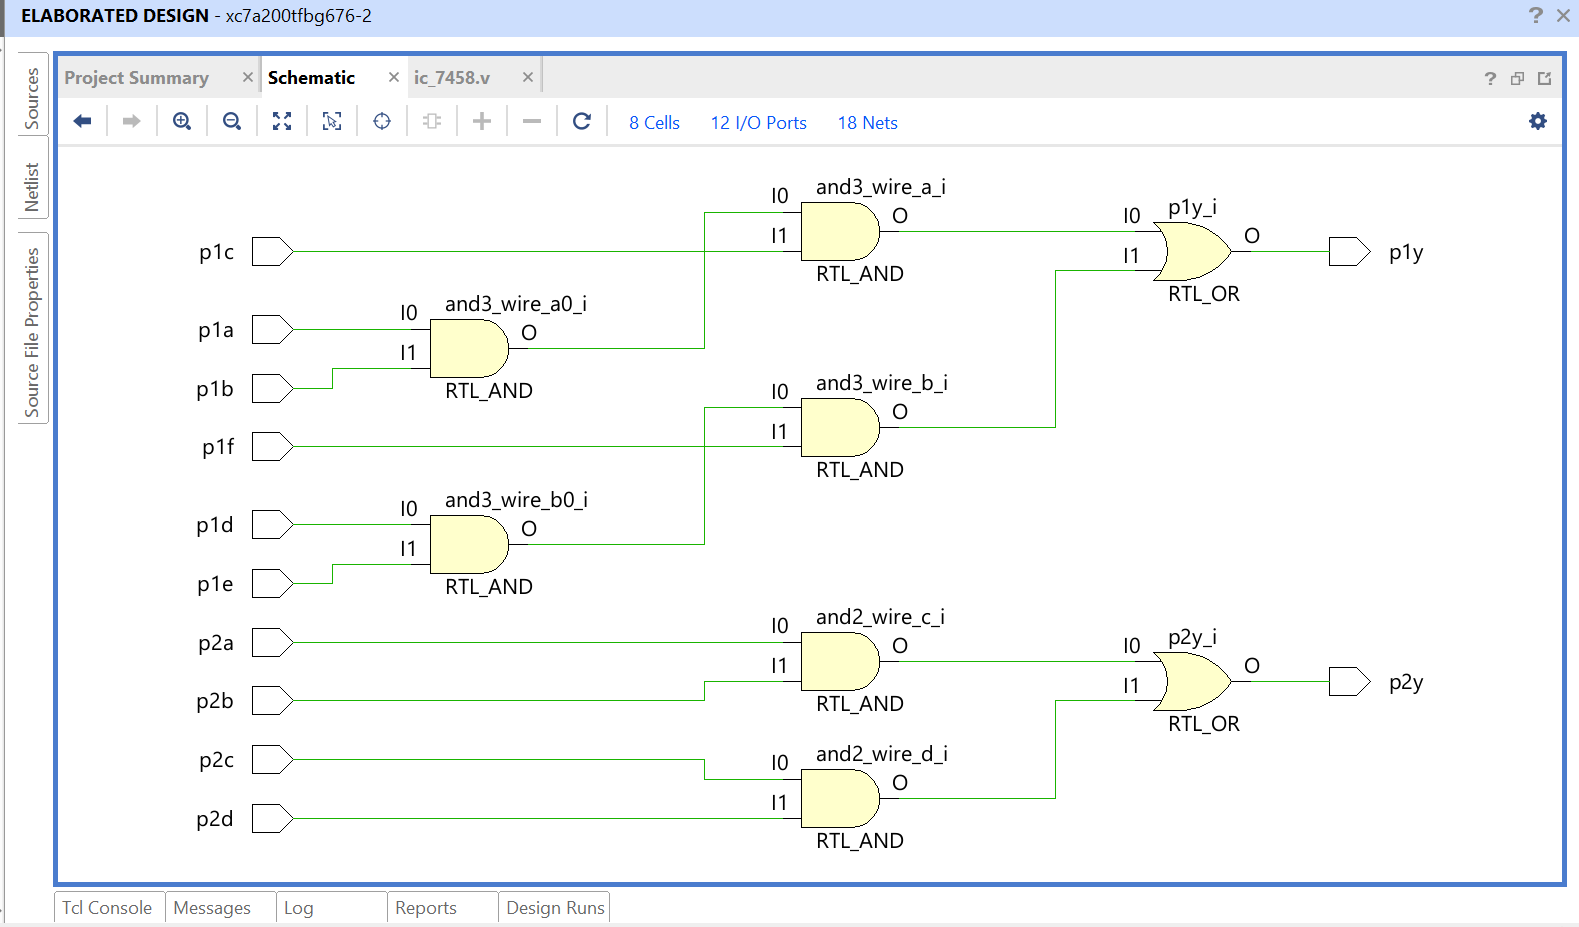 ELABORATED DESIGN - xc7a200tfbg676-2
? ×
Sources
Netlist
Source File Properties
Project Summary ×
Schematic ×
ic_7458.v ×
?
8 Cells
12 I/O Ports
18 Nets
and3_wire_a_i
I0
O
I1
RTL_AND
p1y_i
I0
O
I1
RTL_OR
p1y
p1c
p1a
p1b
and3_wire_a0_i
I0
O
I1
RTL_AND
and3_wire_b_i
I0
O
I1
RTL_AND
p1f
p1d
p1e
and3_wire_b0_i
I0
O
I1
RTL_AND
p2a
p2b
and2_wire_c_i
I0
O
I1
RTL_AND
p2y_i
I0
O
I1
RTL_OR
p2y
p2c
p2d
and2_wire_d_i
I0
O
I1
RTL_AND
Tcl Console
Messages
Log
Reports
Design Runs